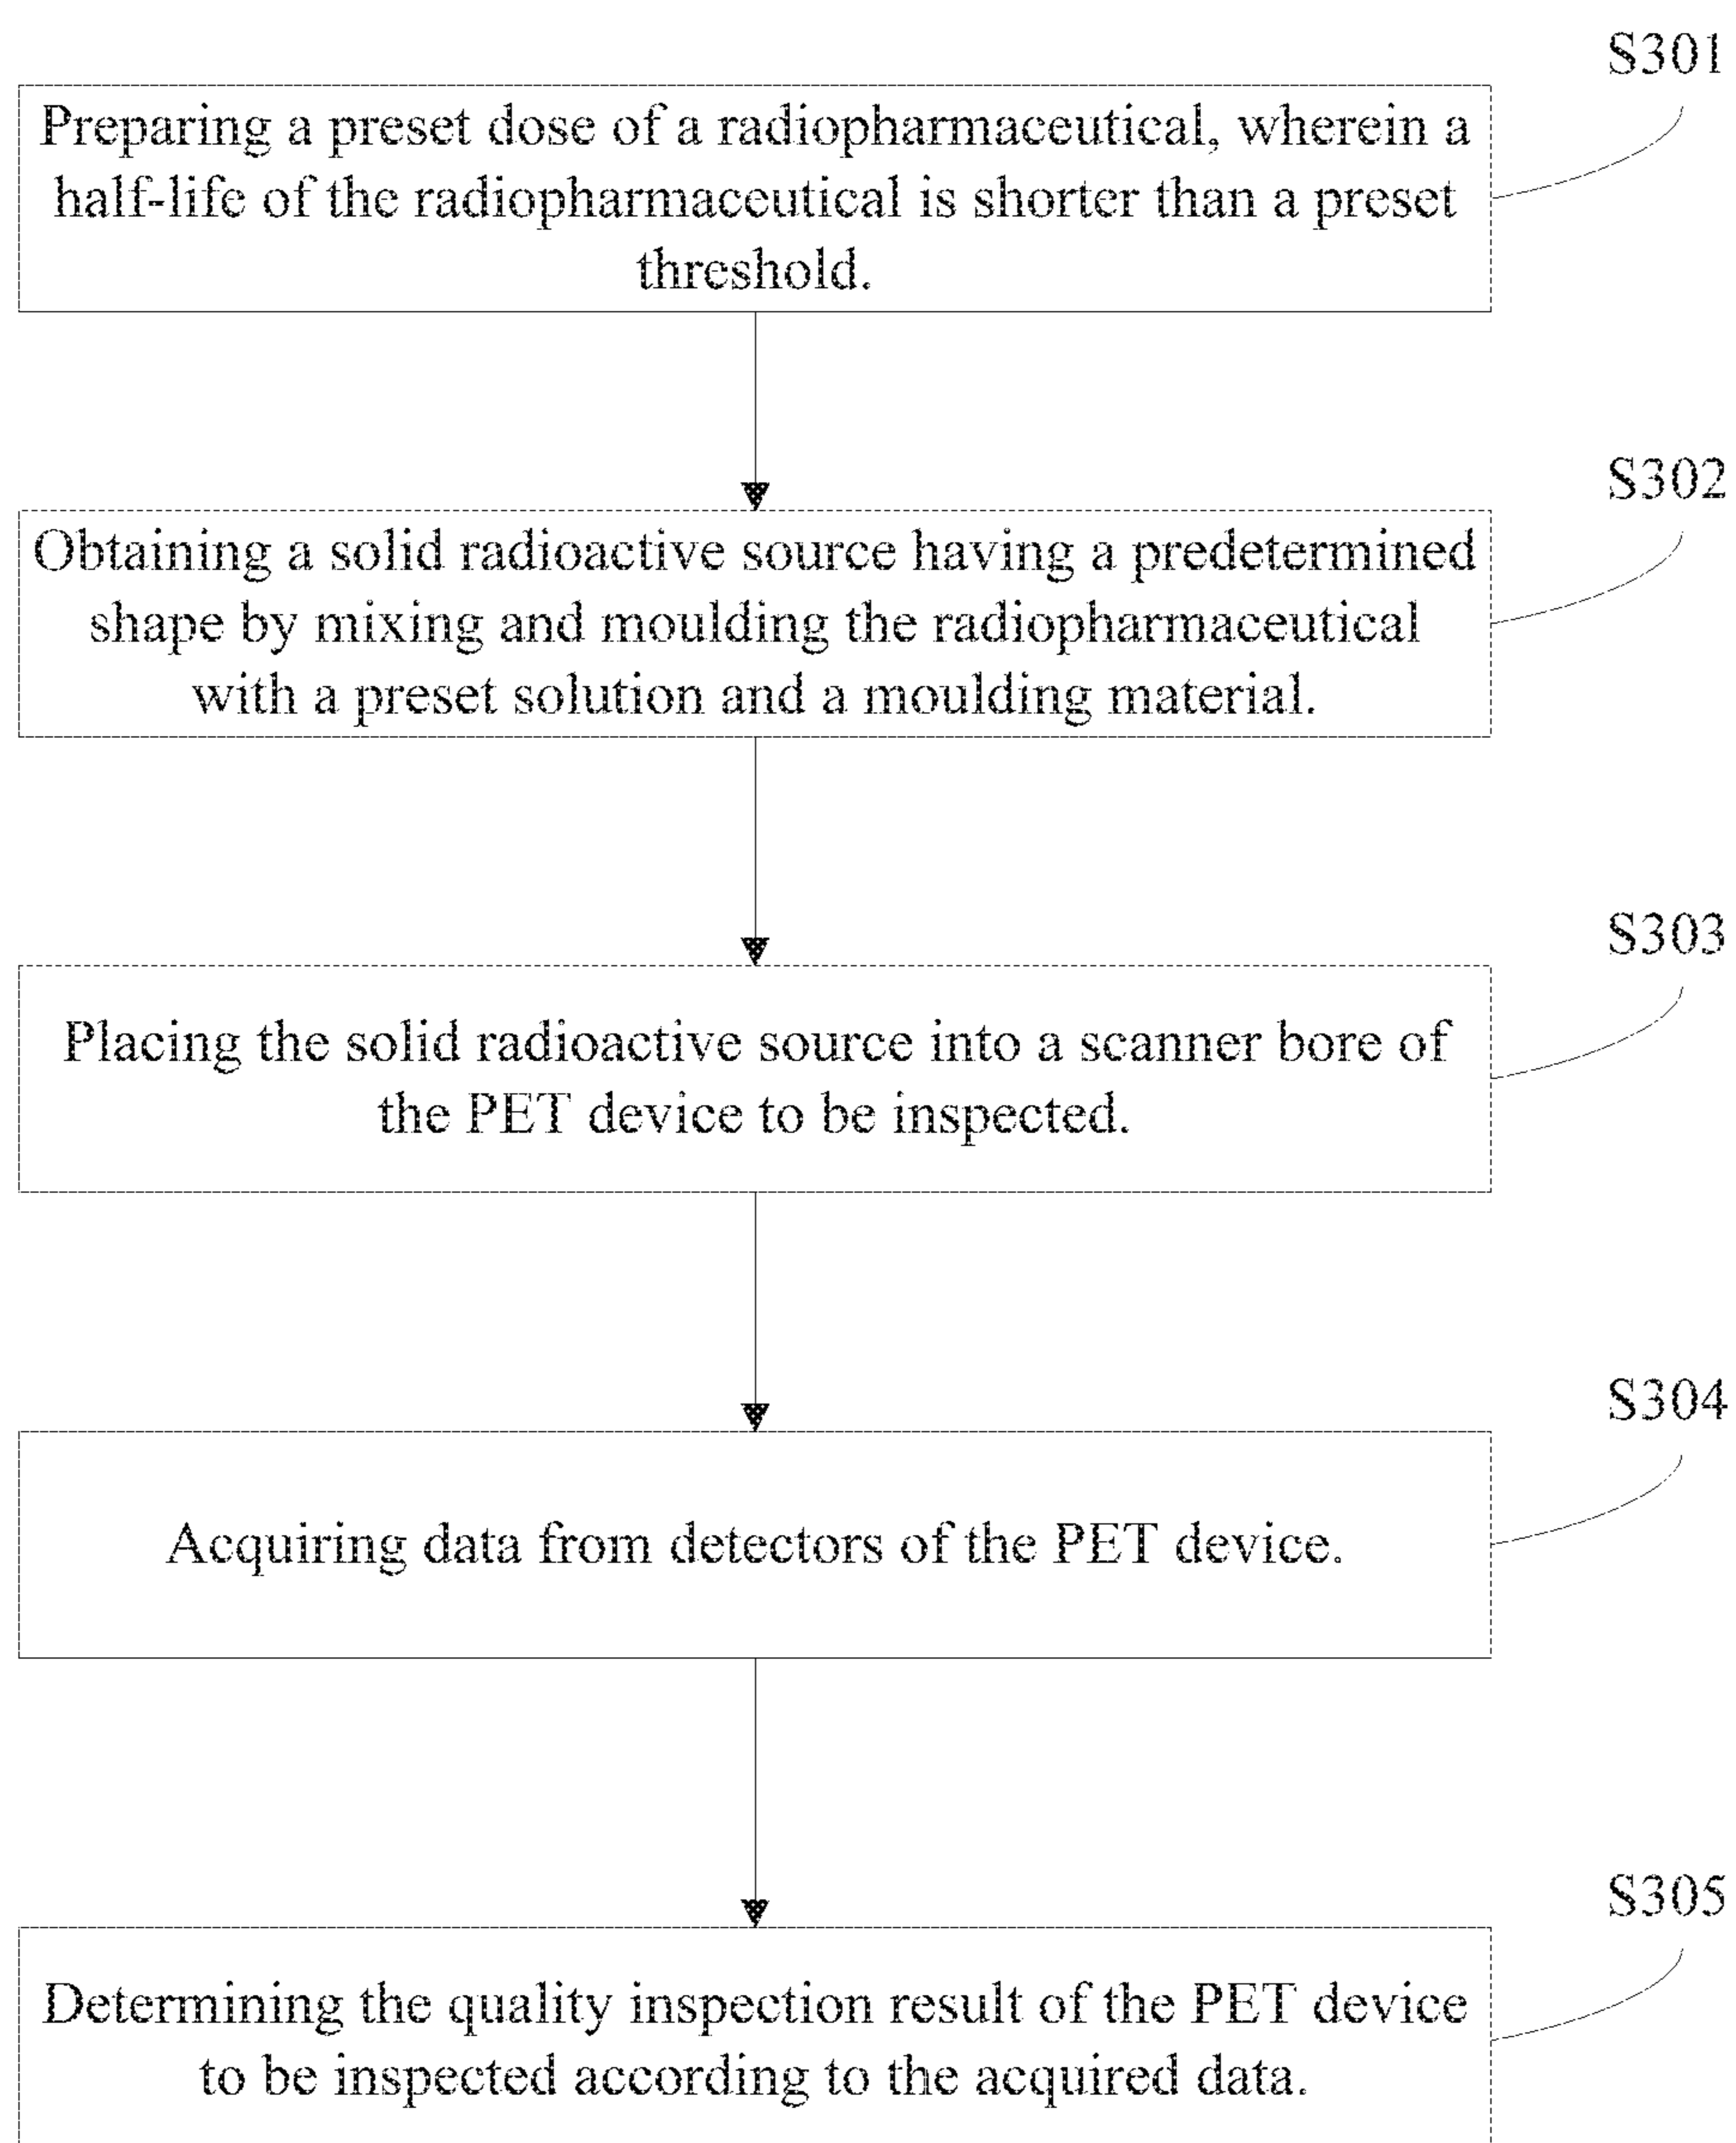 S301
Preparing a preset dose of a radiopharmaceutical, wherein a
half-life of the radiopharmaceutical is shorter than a preset
threshold.
S302
Obtaining a solid radioactive source having a predetermined
shape by mixing and moulding the radiopharmaceutical
with a preset solution and a moulding material.
S303
Placing the solid radioactive source into a scanner bore of
the PET device to be inspected.
S304
Acquiring data from detectors of the PET device.
S305
Determining the quality inspection result of the PET device
to be inspected according to the acquired data.